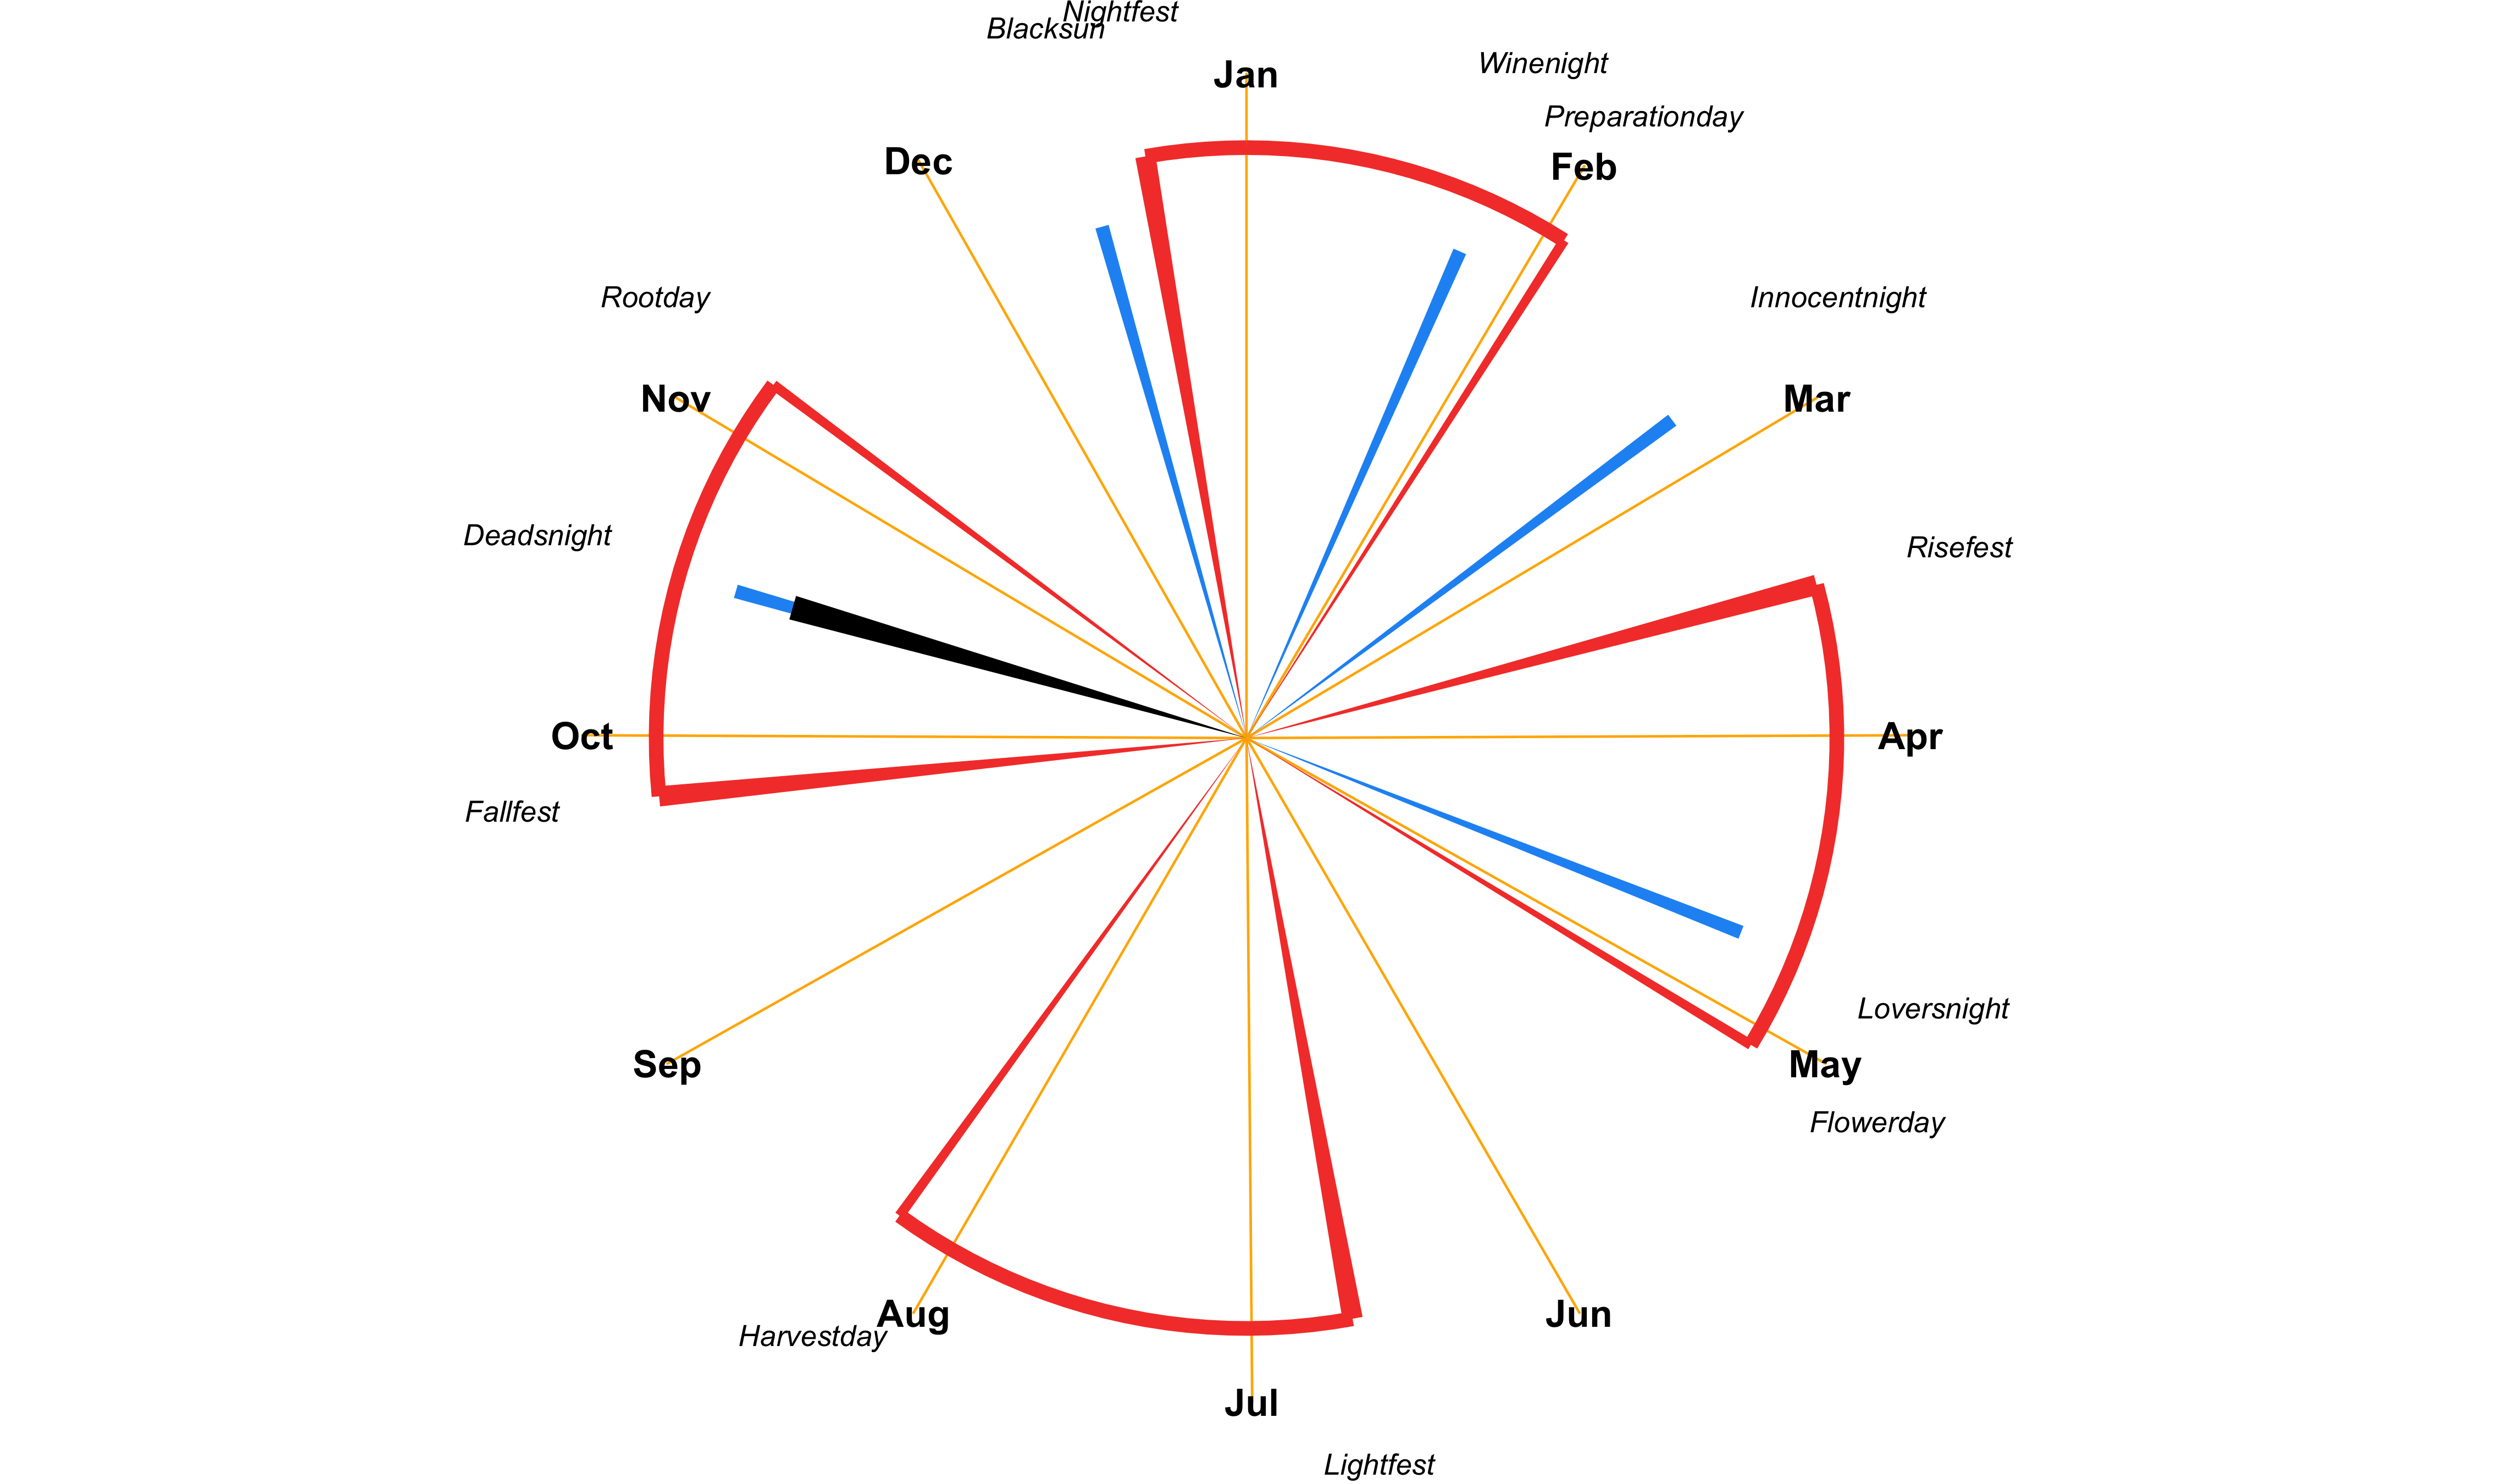 Nightfest
Blacksun
Jan
Winenight
Preparationday
Dec
Feb
Rootday
Innocentnight
Nov
Mar
Deadsnight
Risefest
Oct
Apr
Fallfest
Loversnight
Sep
May
Flowerday
Aug
Jun
Harvestday
Jul
Lightfest